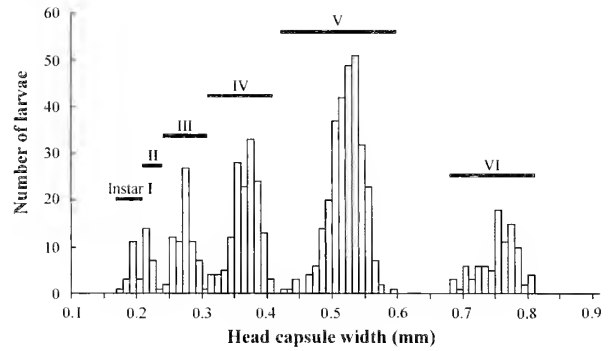 60
50
40
30
20
10
0
Number of larvae
Instar I
II
III
IV
V
VI
0.1 0.2 0.3 0.4 0.5 0.6 0.7 0.8 0.9
Head capsule width (mm)